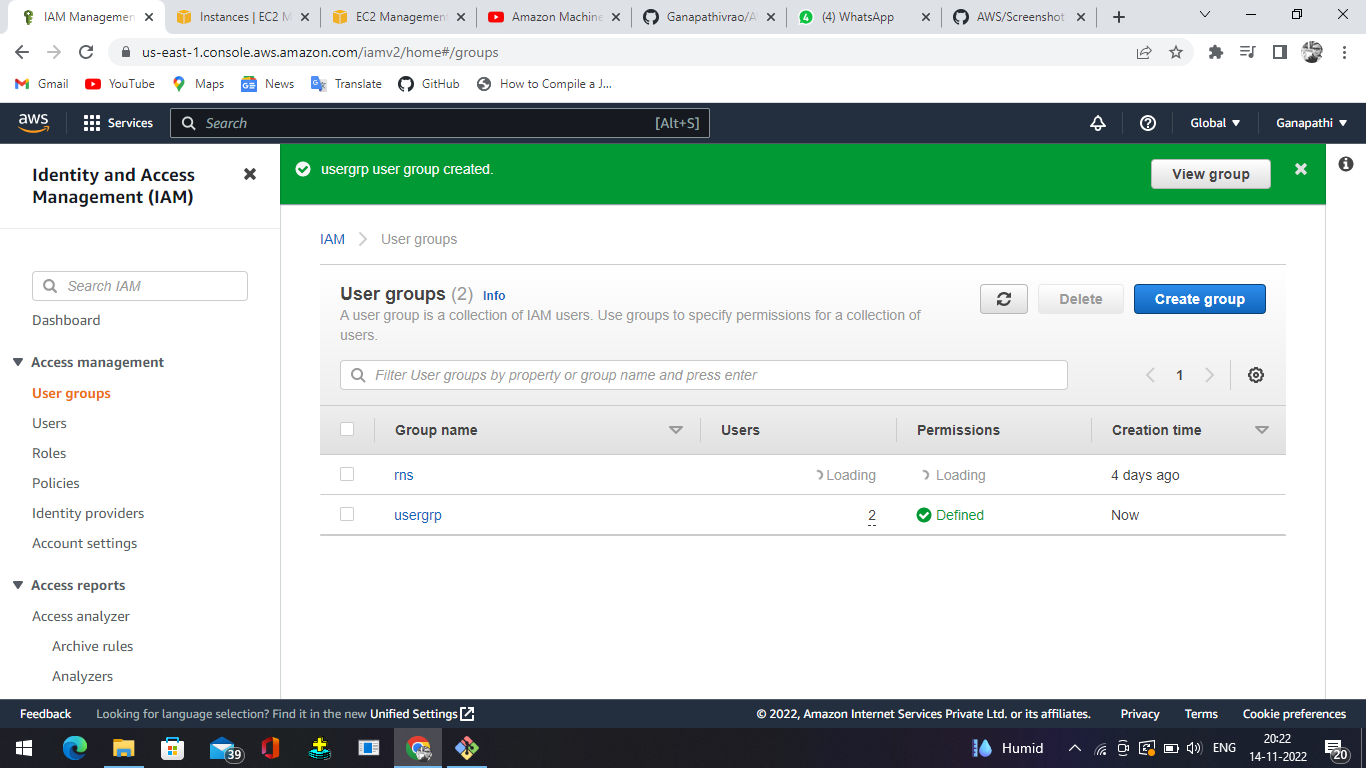 IAM Managemen
Instances | EC2 M
EC2 Management
Amazon Machine
Ganapathivrao/A
(4) WhatsApp
AWS/Screenshot
us-east-1.console.aws.amazon.com/iamv2/home#/groups
Gmail
YouTube
Maps
News
Translate
GitHub
How to Compile a J...
aws
Services
Search
[Alt+S]
Global
Ganapathi
Identity and Access
Management (IAM)
Search IAM
Dashboard
Access management
User groups
Users
Roles
Policies
Identity providers
Account settings
Access reports
Access analyzer
Archive rules
Analyzers
usergrp user group created.
View group
IAM
User groups
User groups (2) Info
A user group is a collection of IAM users. Use groups to specify permissions for a collection of
users.
Delete
Create group
Filter User groups by property or group name and press enter
1
Group name Users Permissions Creation time
rns Loading Loading 4 days ago
usergrp 2 Defined Now
Feedback
Looking for language selection? Find it in the new Unified Settings
© 2022, Amazon Internet Services Private Ltd. or its affiliates.
Privacy
Terms
Cookie preferences
39
Humid
ENG
20:22
14-11-2022
20